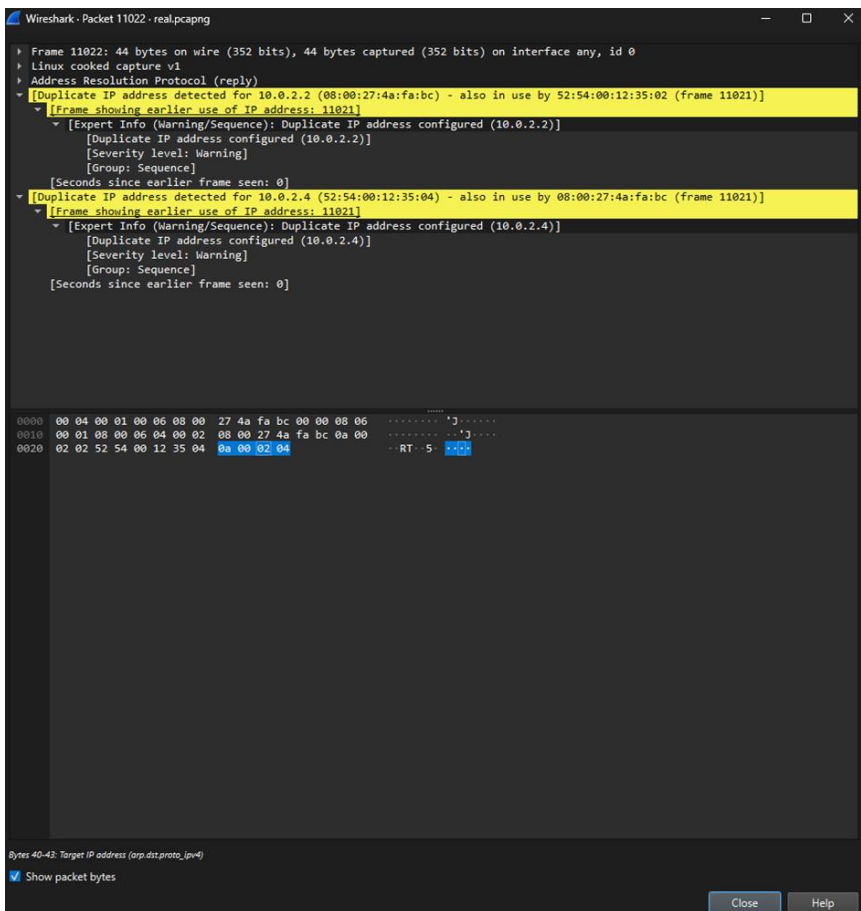 Wireshark · Packet 11022 · real.pcapng
Frame 11022: 44 bytes on wire (352 bits), 44 bytes captured (352 bits) on interface any, id 0
Linux cooked capture v1
Address Resolution Protocol (reply)
[Duplicate IP address detected for 10.0.2.2 (08:00:27:4a:fa:bc) - also in use by 52:54:00:12:35:02 (frame 11021)]
[Frame showing earlier use of IP address: 11021]
[Expert Info (Warning/Sequence): Duplicate IP address configured (10.0.2.2)]
[Duplicate IP address configured (10.0.2.2)]
[Severity level: Warning]
[Group: Sequence]
[Seconds since earlier frame seen: 0]
[Duplicate IP address detected for 10.0.2.4 (52:54:00:12:35:04) - also in use by 08:00:27:4a:fa:bc (frame 11021)]
[Frame showing earlier use of IP address: 11021]
[Expert Info (Warning/Sequence): Duplicate IP address configured (10.0.2.4)]
[Duplicate IP address configured (10.0.2.4)]
[Severity level: Warning]
[Group: Sequence]
[Seconds since earlier frame seen: 0]
0000 00 04 00 01 00 06 08 00 27 4a fa bc 00 00 08 06 ········ 'J······
0010 00 01 08 00 06 04 00 02 08 00 27 4a fa bc 0a 00 ········ ··'J····
0020 02 02 52 54 00 12 35 04 0a 00 02 04 ··RT··5· ····
Bytes 40-43: Target IP address (arp.dst.proto_ipv4)
Show packet bytes
Close Help